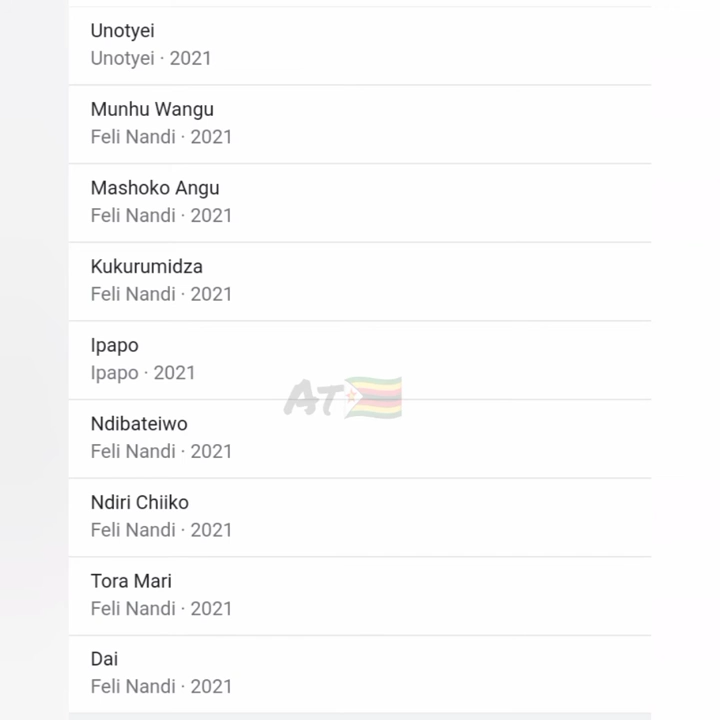 Unotyei
Unotyei · 2021
Munhu Wangu
Feli Nandi · 2021
Mashoko Angu
Feli Nandi · 2021
Kukurumidza
Feli Nandi · 2021
Ipapo
Ipapo · 2021
AT
Ndibateiwo
Feli Nandi · 2021
Ndiri Chiiko
Feli Nandi · 2021
Tora Mari
Feli Nandi · 2021
Dai
Feli Nandi · 2021